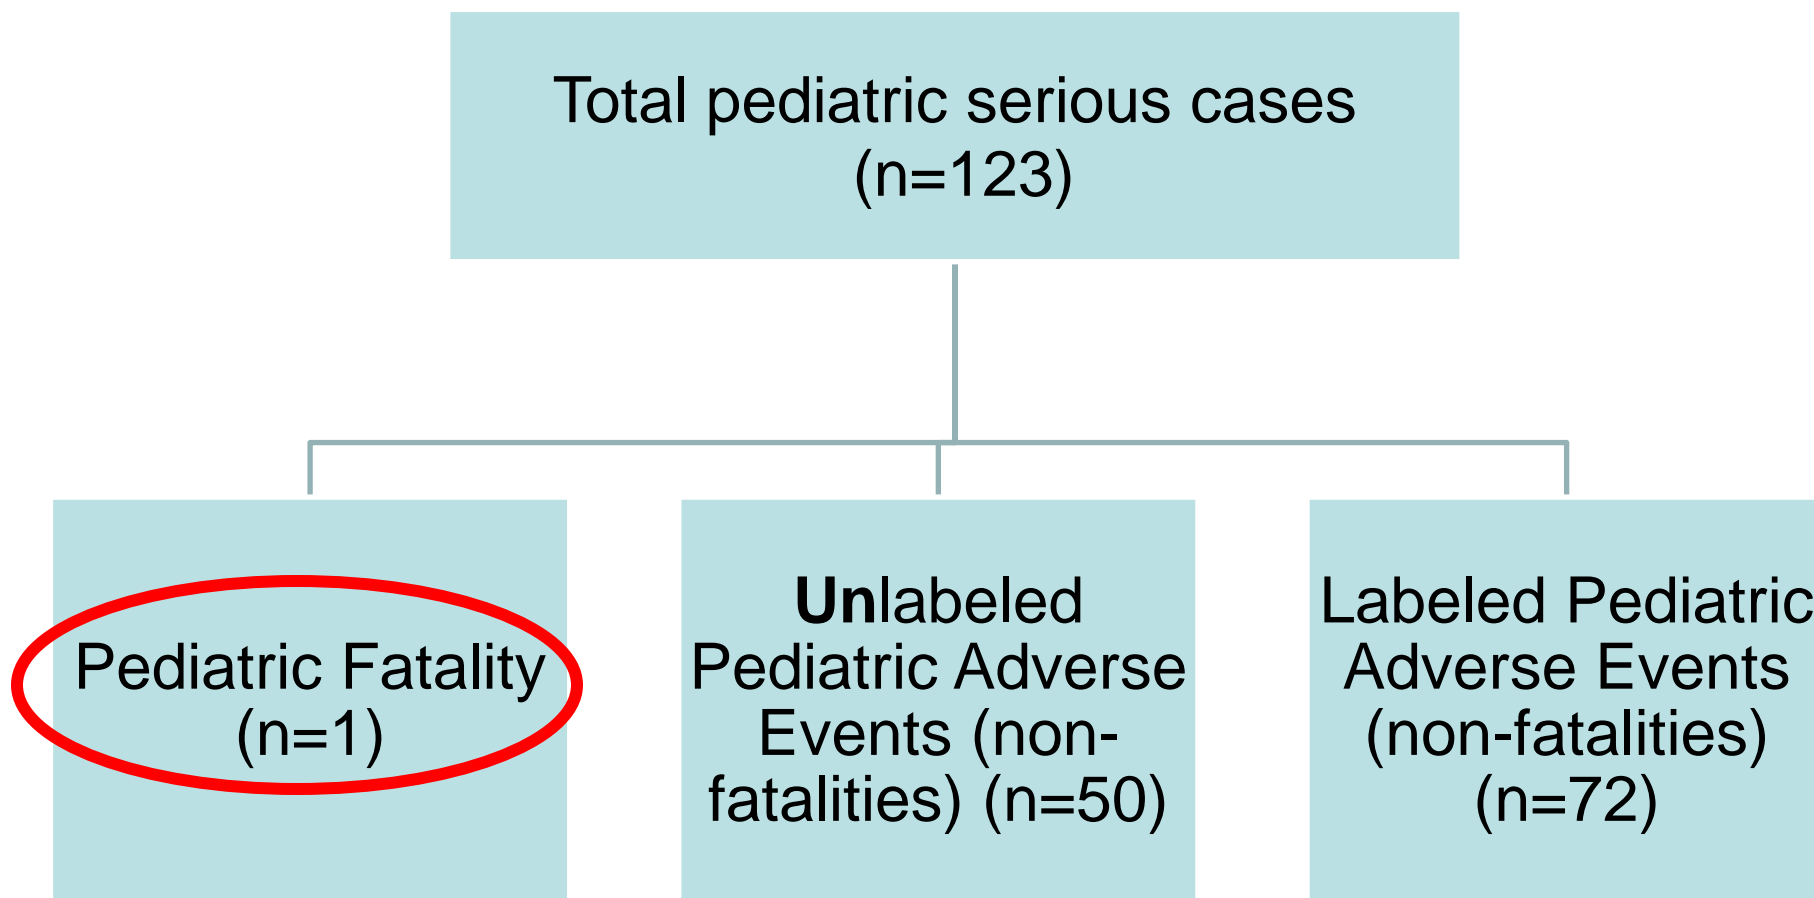 Total pediatric serious cases
(n=123)
Pediatric Fatality
(n=1)
Unlabeled
Pediatric Adverse
Events (non-
fatalities) (n=50)
Labeled Pediatric
Adverse Events
(non-fatalities)
(n=72)